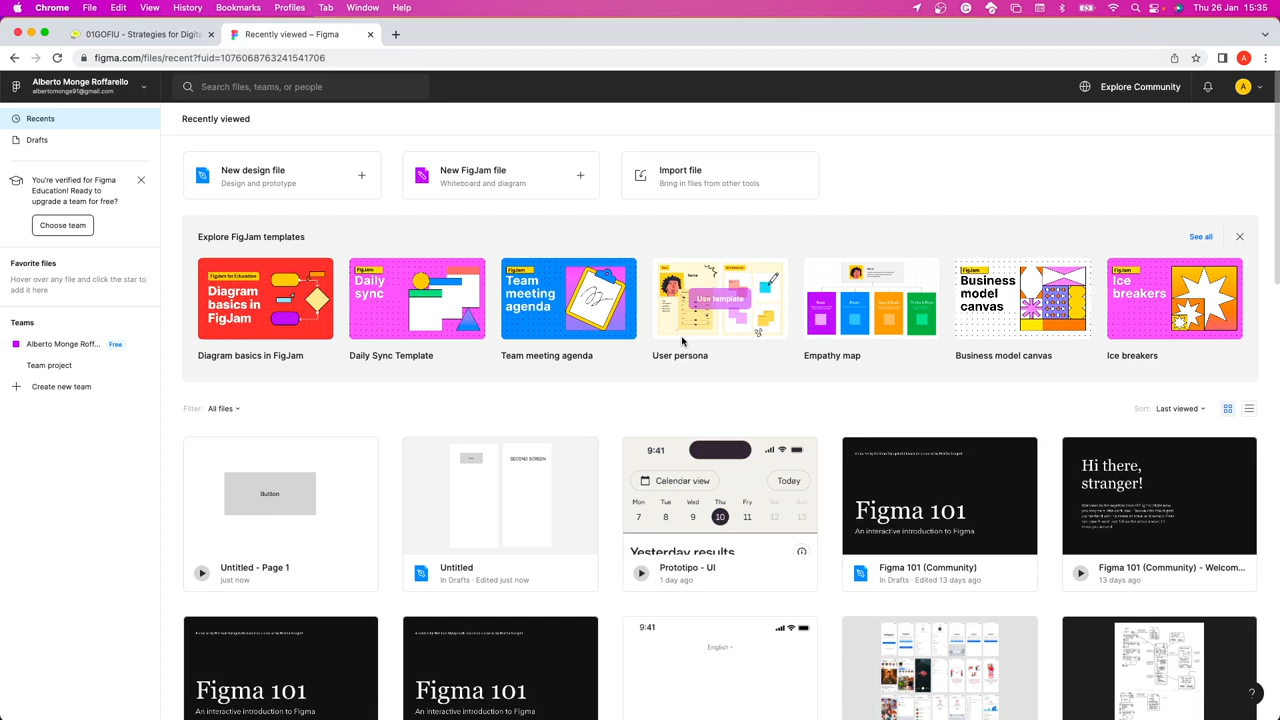 Chrome File Edit View History Bookmarks Profiles Tab Window Help
15:35
01GOFIU - Strategies for Digita
Recently viewed – Figma
figma.com/files/recent?fuid=1076068763241541706
A
Alberto Monge Roffarello
albertomonge91@gmail.com
Search files, teams, or people
Explore Community
A
Recents
Drafts
You're verified for Figma
Education! Ready to
upgrade a team for free?
Choose team
Favorite files
Hover over any file and click the star to
add it here
Teams
Alberto Monge Roff... Free
Team project
Create new team
Recently viewed
New design file
Design and prototype
New FigJam file
Whiteboard and diagram
Import file
Bring in files from other tools
Explore FigJam templates
See all
FigJam for Education
Diagram
basics in
FigJam
FigJam
Daily
sync
FigJam
Team
meeting
agenda
Use template
FigJam
Business
model
canvas
FigJam
Ice
breakers
Diagram basics in FigJam
Daily Sync Template
Team meeting agenda
User persona
Empathy map
Business model canvas
Ice breakers
Filter: All files
Sort: Last viewed
Button
Untitled - Page 1
just now
SECOND SCREEN
Untitled
In Drafts · Edited just now
9:41
Calendar view
Today
Mon Tue Wed Thu Fry Sat Sun
7 8 9 10 11 12 13
Yesterday results
Prototipo - UI
1 day ago
Figma 101
An interactive introduction to Figma
Figma 101 (Community)
In Drafts · Edited 13 days ago
Hi there,
stranger!
Figma 101 (Community) - Welcom...
13 days ago
Figma 101
An interactive introduction to Figma
Figma 101
An interactive introduction to Figma
9:41
English
?